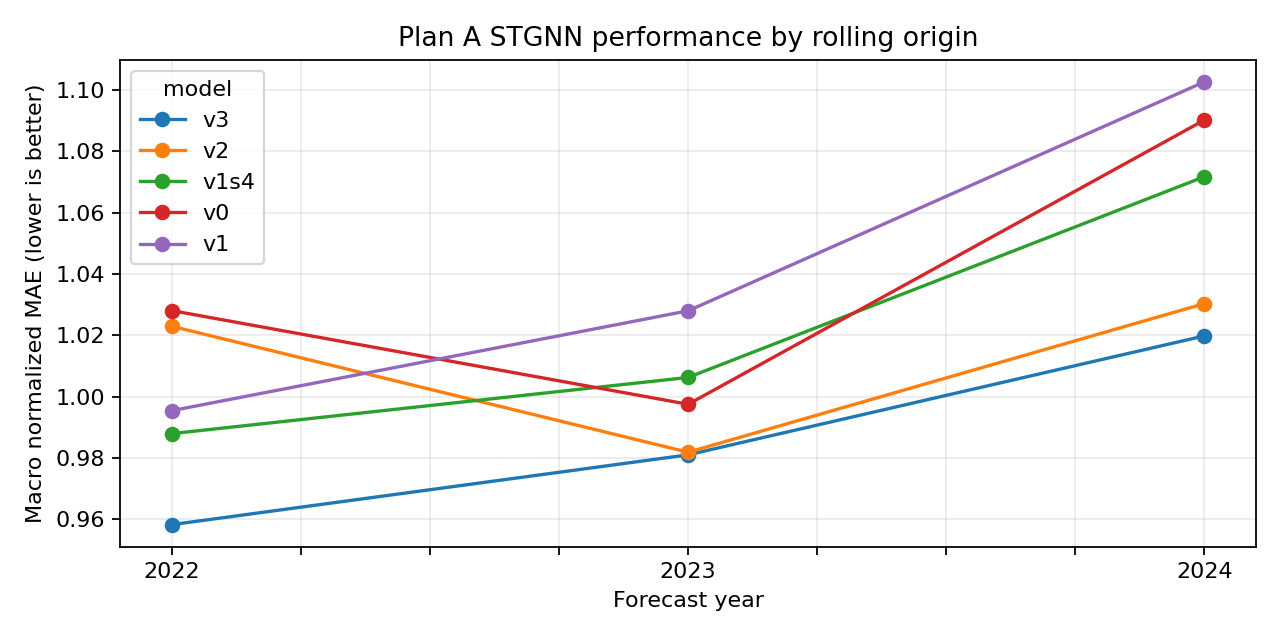 Plan A STGNN performance by rolling origin
Macro normalized MAE (lower is better)
1.10
1.08
1.06
1.04
1.02
1.00
0.98
0.96
model
v3
v2
v1s4
v0
v1
2022
2023
2024
Forecast year